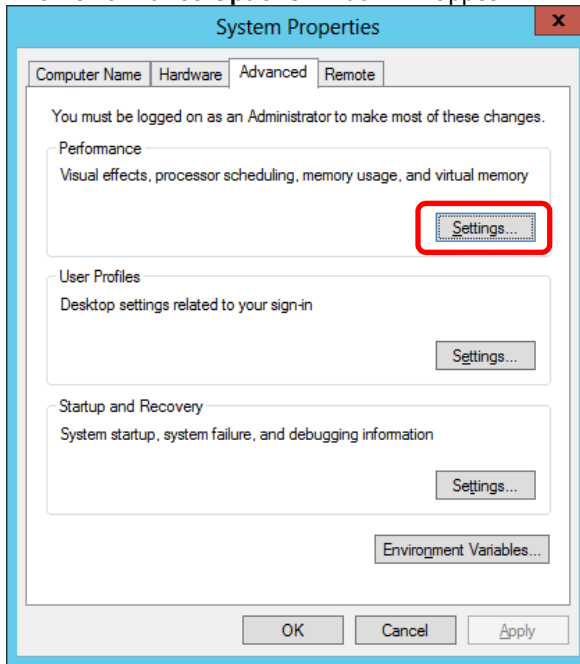 Options
System Properties
x
Computer Name Hardware Advanced Remote
You must be logged on as an Administrator to make most of these changes.
Performance
Visual effects, processor scheduling, memory usage, and virtual memory
Settings...
User Profiles
Desktop settings related to your sign-in
Settings...
Startup and Recovery
System startup, system failure, and debugging information
Settings...
Environment Variables...
OK Cancel Apply